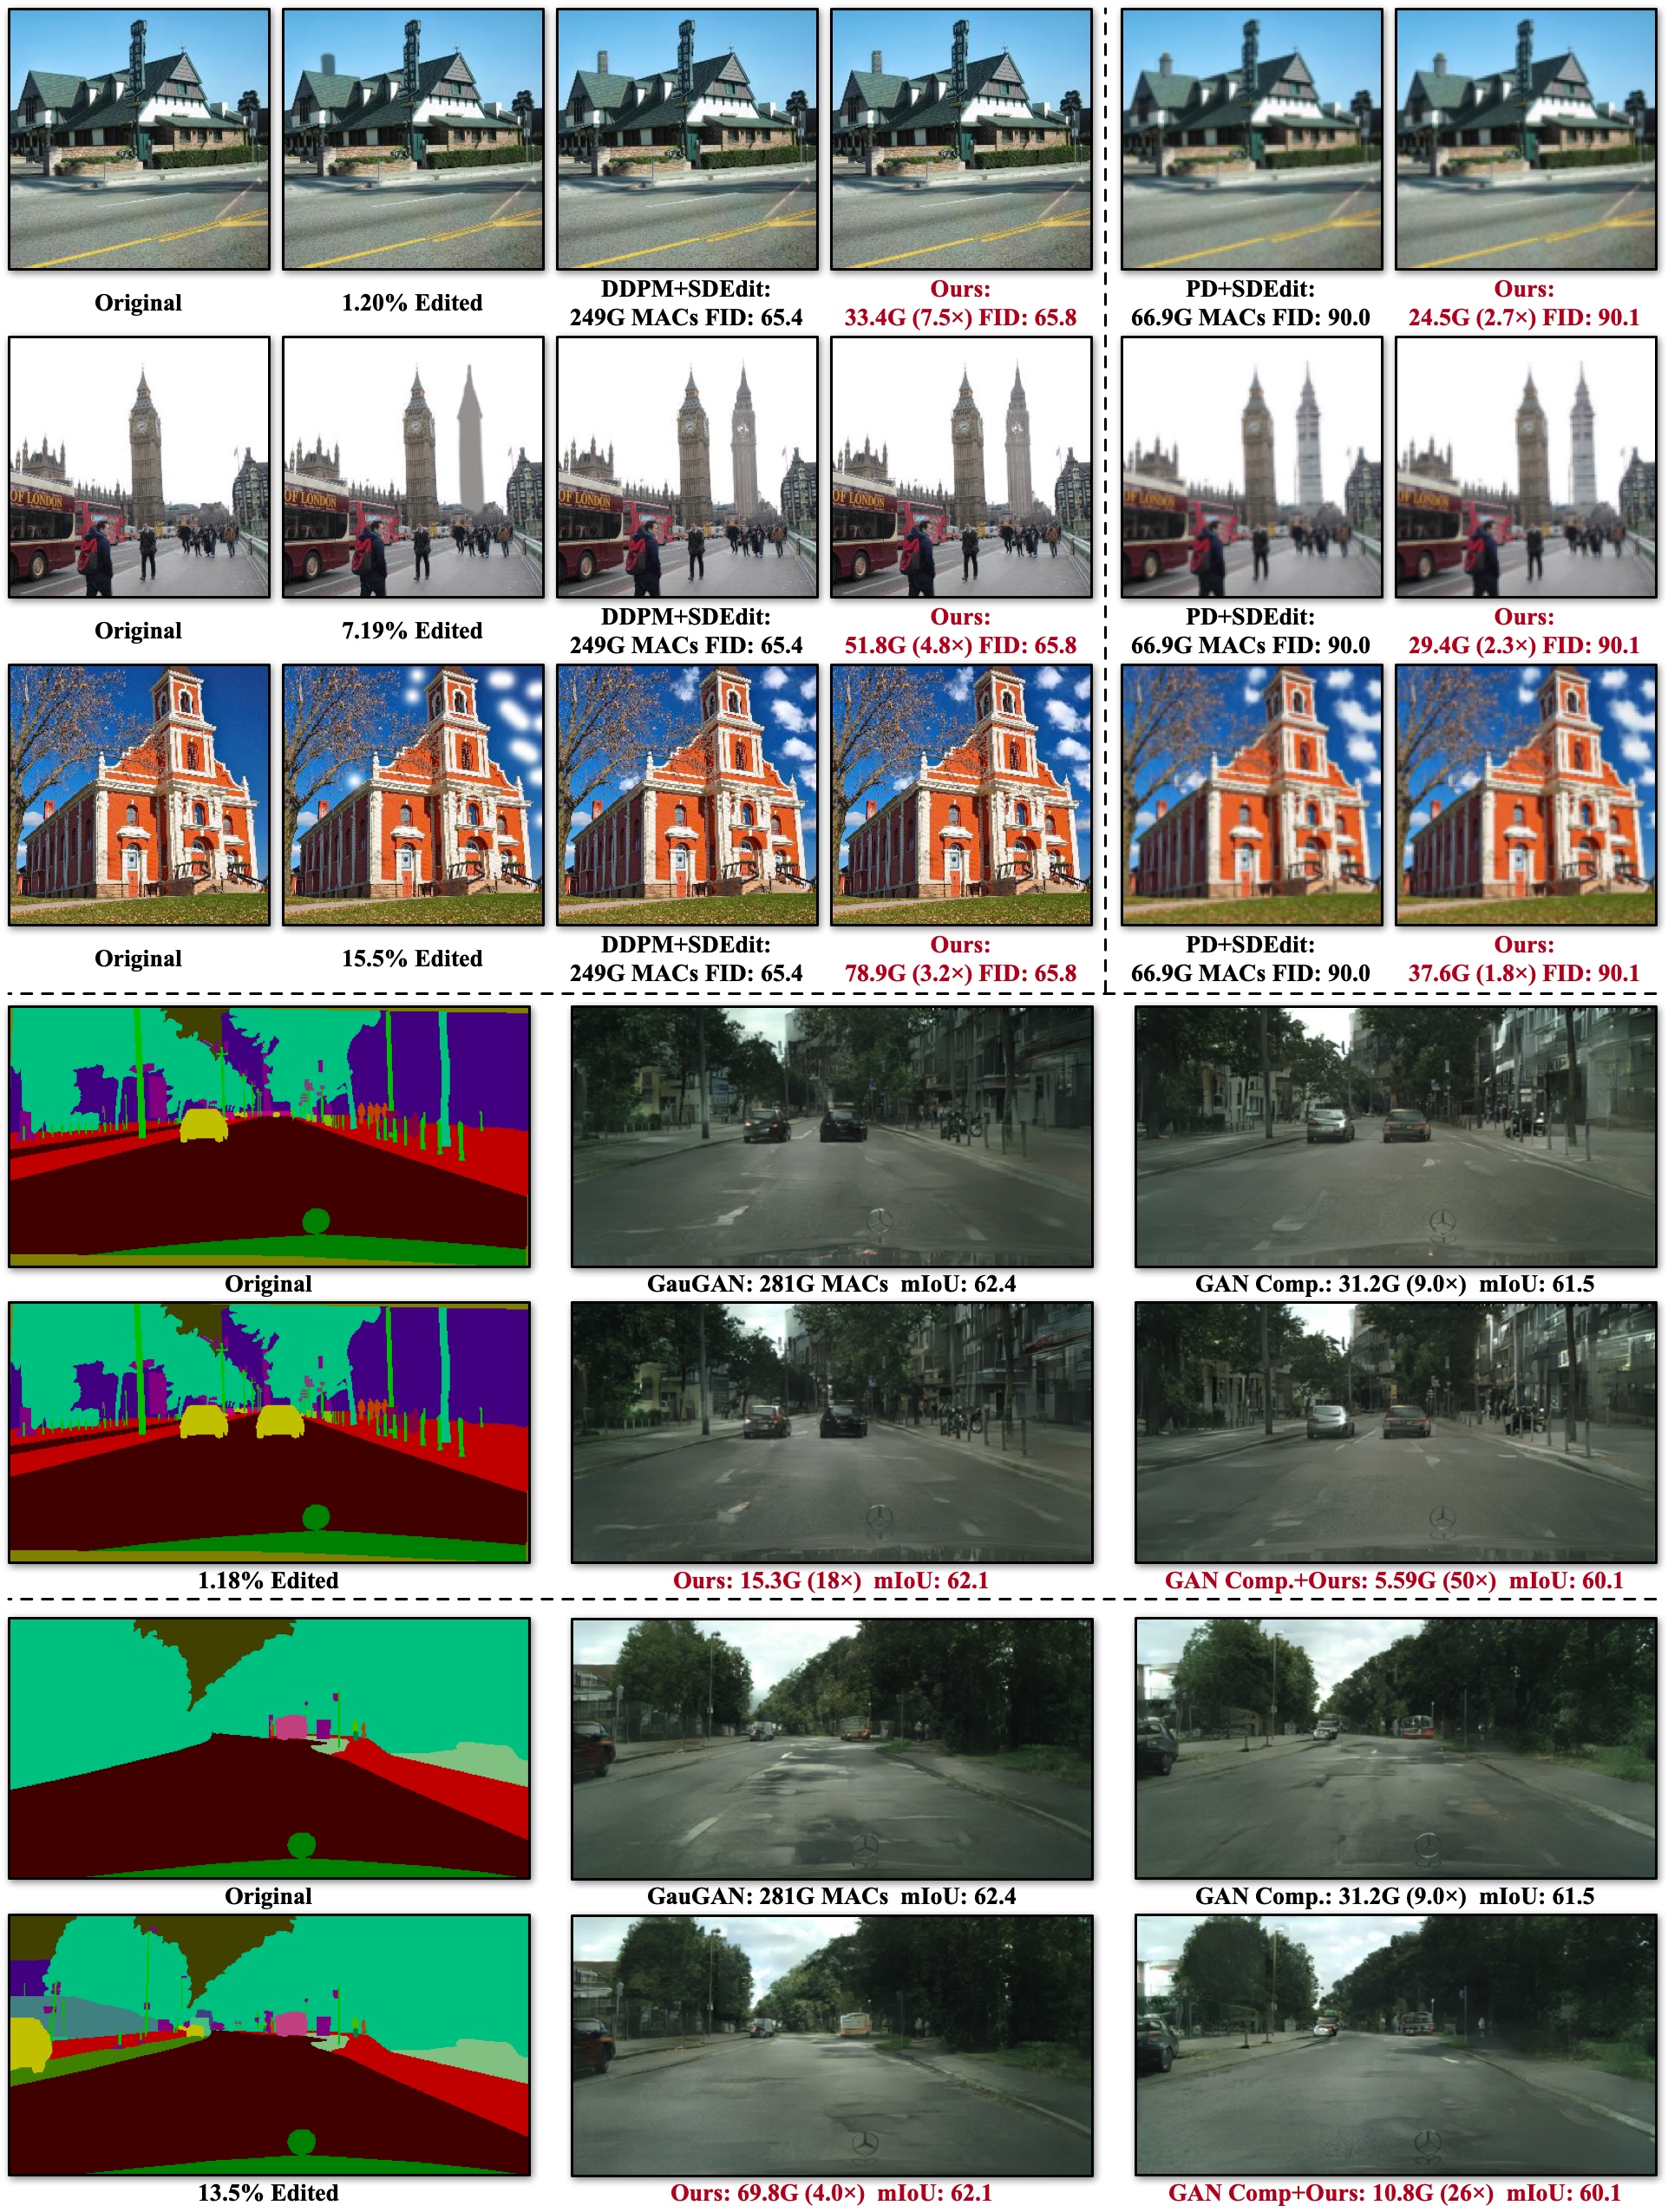 Original
1.20% Edited
DDPM+SDEdit:
249G MACs FID: 65.4
Ours:
33.4G (7.5×) FID: 65.8
PD+SDEdit:
66.9G MACs FID: 90.0
Ours:
24.5G (2.7×) FID: 90.1
OF LONDON
OF LONDON
OF LONDON
OF LONDON
Original
7.19% Edited
DDPM+SDEdit:
249G MACs FID: 65.4
Ours:
51.8G (4.8×) FID: 65.8
PD+SDEdit:
66.9G MACs FID: 90.0
Ours:
29.4G (2.3×) FID: 90.1
Original
15.5% Edited
DDPM+SDEdit:
249G MACs FID: 65.4
Ours:
78.9G (3.2×) FID: 65.8
PD+SDEdit:
66.9G MACs FID: 90.0
Ours:
37.6G (1.8×) FID: 90.1
Original
GauGAN: 281G MACs mIoU: 62.4
GAN Comp.: 31.2G (9.0×) mIoU: 61.5
1.18% Edited
Ours: 15.3G (18×) mIoU: 62.1
GAN Comp.+Ours: 5.59G (50×) mIoU: 60.1
Original
GauGAN: 281G MACs mIoU: 62.4
GAN Comp.: 31.2G (9.0×) mIoU: 61.5
13.5% Edited
Ours: 69.8G (4.0×) mIoU: 62.1
GAN Comp+Ours: 10.8G (26×) mIoU: 60.1